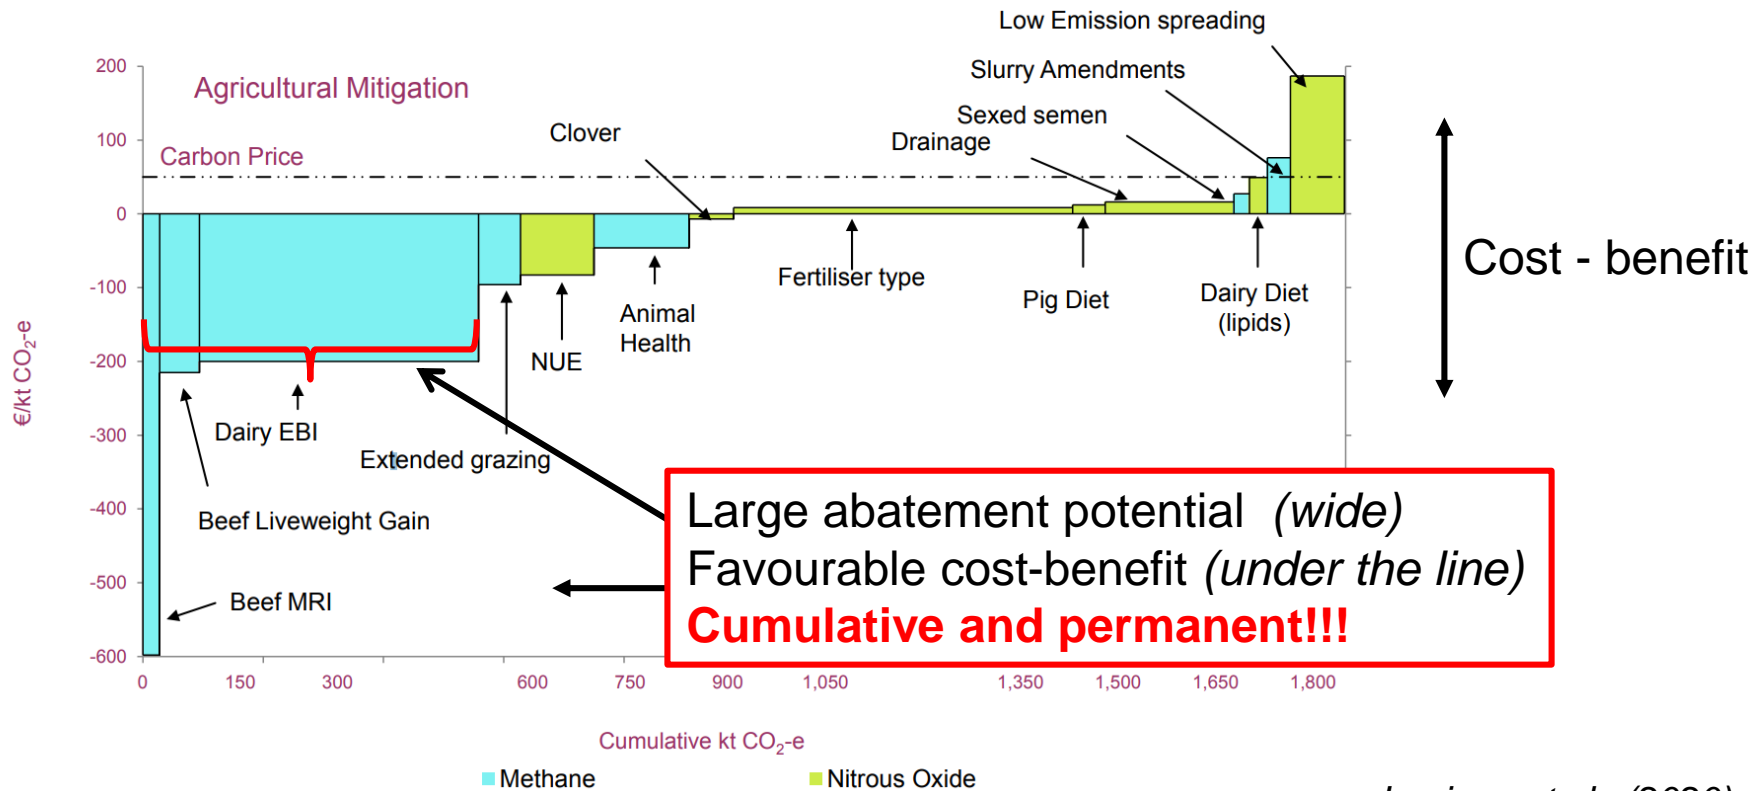 Low Emission spreading
Slurry Amendments
Sexed semen
Drainage
Clover
Agricultural Mitigation
Carbon Price
200
100
0
-100
-200
-300
-400
-500
-600
€/kt CO2-e
Cost - benefit
Fertiliser type
Pig Diet
Dairy Diet
(lipids)
Animal
Health
NUE
Dairy EBI
Extended grazing
Beef Liveweight Gain
Beef MRI
Large abatement potential (wide)
Favourable cost-benefit (under the line)
Cumulative and permanent!!!
0 150 300 600 750 900 1,050 1,350 1,500 1,650 1,800
Cumulative kt CO2-e
Methane
Nitrous Oxide